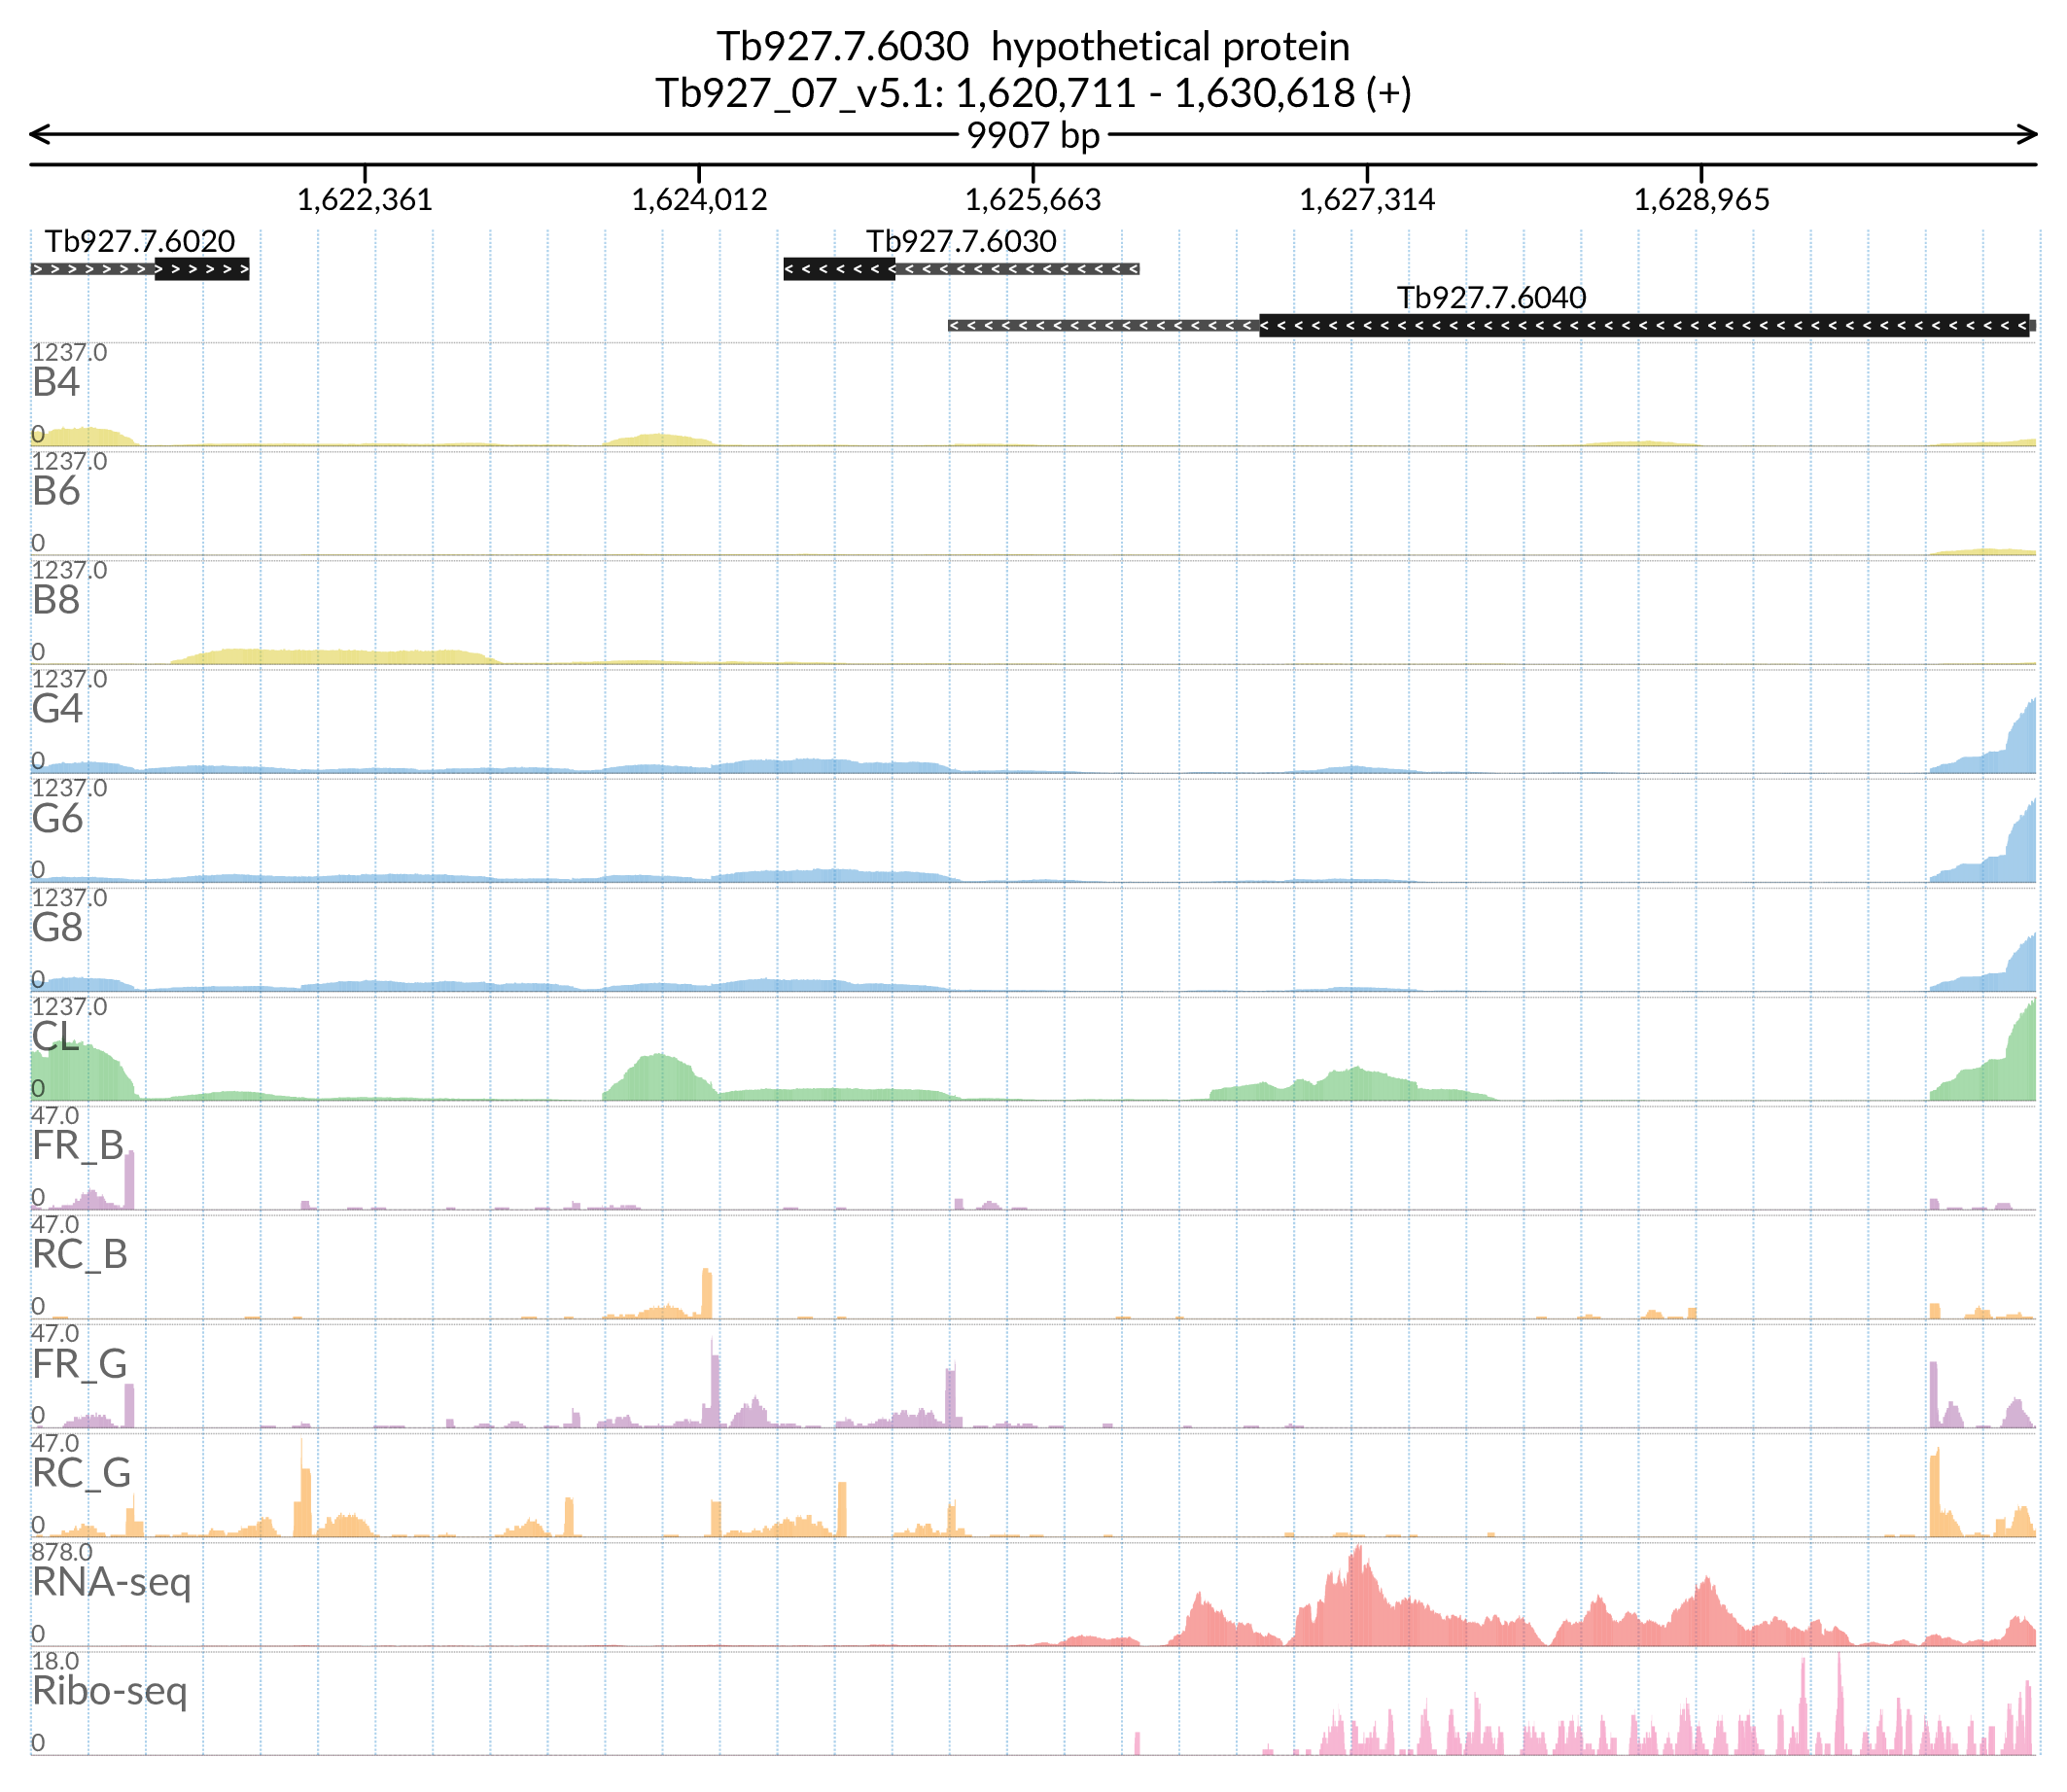 Tb927.7.6030 hypothetical protein
Tb927_07_v5.1: 1,620,711 - 1,630,618 (+)
9907 bp
1,622,361 1,624,012 1,625,663 1,627,314 1,628,965
Tb927.7.6020 Tb927.7.6030
Tb927.7.6040
1237.0
B4
0
1237.0
B6
0
1237.0
B8
0
1237.0
G4
0
1237.0
G6
0
1237.0
G8
0
1237.0
CL
0
47.0
FR_B
0
47.0
RC_B
0
47.0
FR_G
0
47.0
RC_G
0
878.0
RNA-seq
0
18.0
Ribo-seq
0